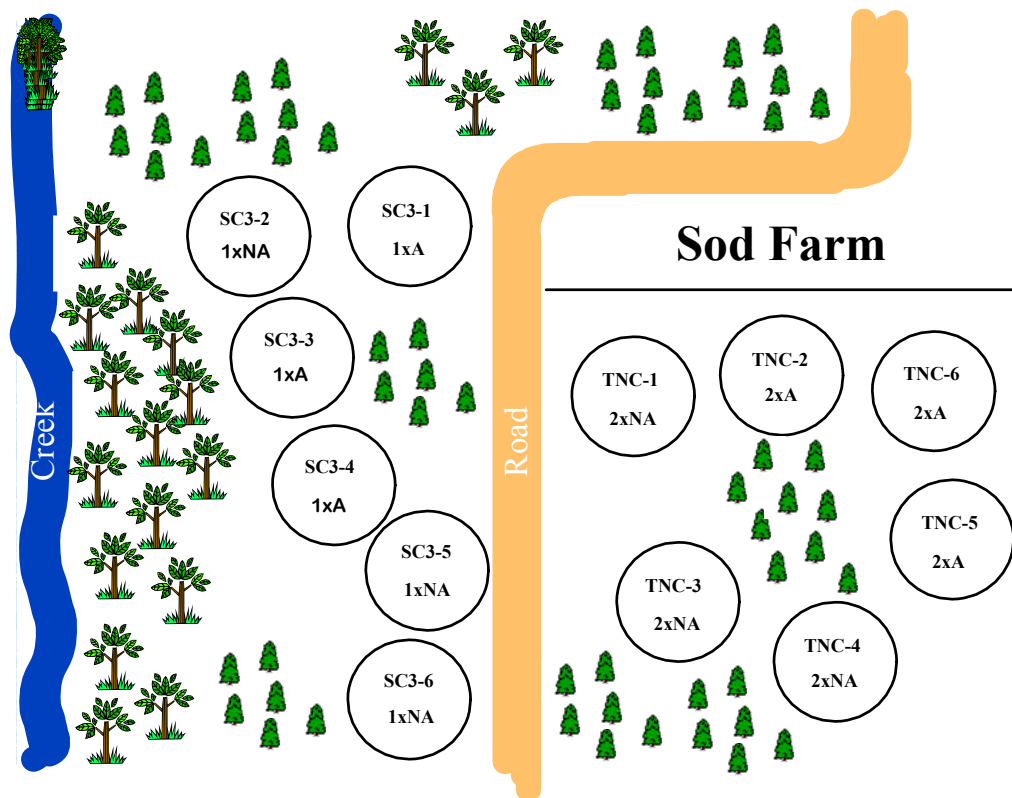 SC3-2
1xNA
SC3-1
1xA
Sod Farm
SC3-3
1xA
TNC-1
2xNA
TNC-2
2xA
TNC-6
2xA
Creek
Road
SC3-4
1xA
SC3-5
1xNA
TNC-5
2xA
TNC-3
2xNA
TNC-4
2xNA
SC3-6
1xNA